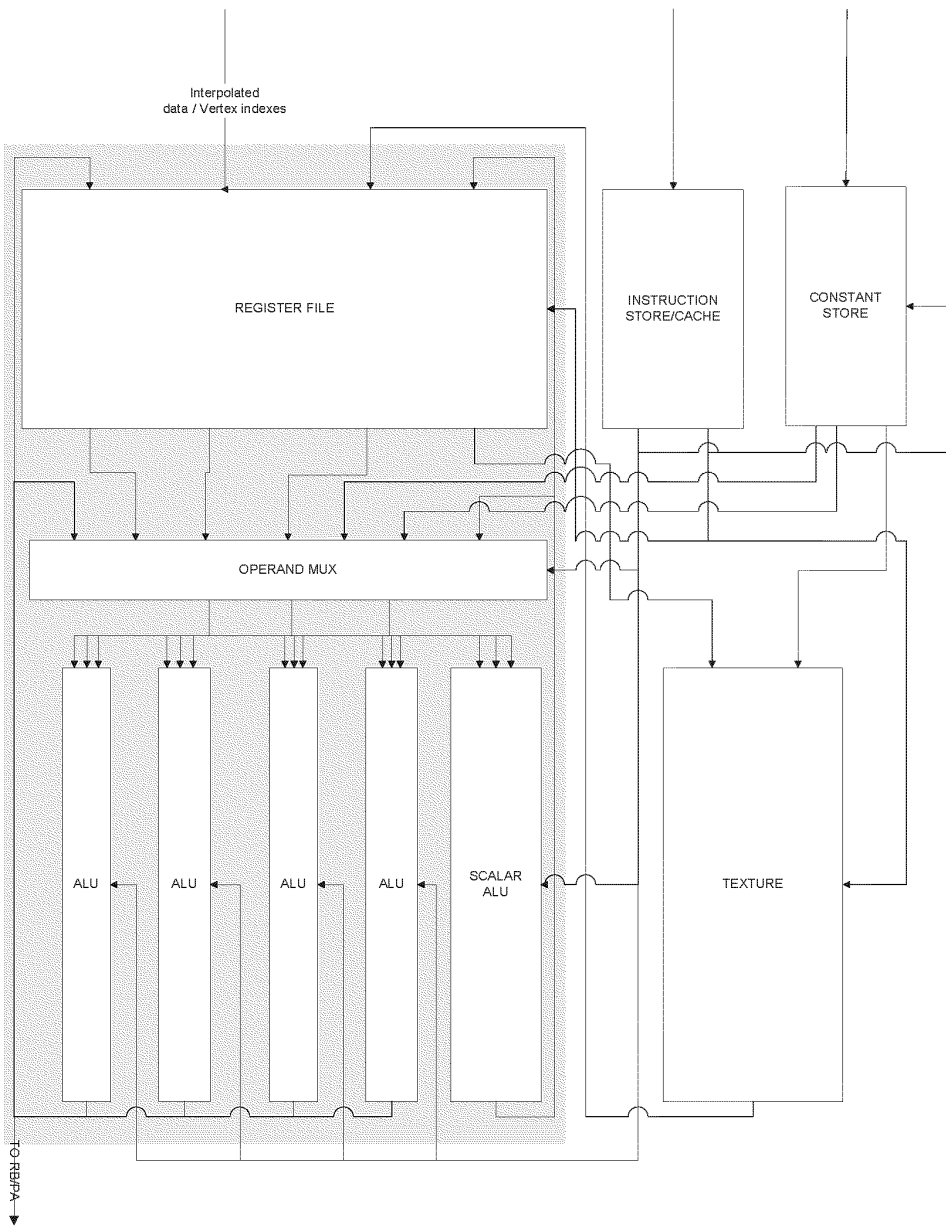 Interpolated
data / Vertex indexes
REGISTER FILE
INSTRUCTION
STORE/CACHE
CONSTANT
STORE
OPERAND MUX
ALU
ALU
ALU
ALU
SCALAR
ALU
TEXTURE
TO RB/PA